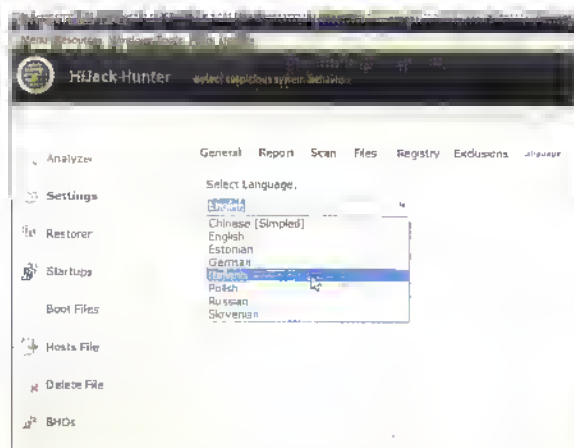 HiJack Hunter
General Report Scan Files Registry Exclusions
Select Language.
Analyzer
Settings
Restorer
Startups
Boot Files
Hosts File
Delete File
BHOs
English
Chinese [Simpled]
English
Estonian
German
Polish
Russian
Slovenian